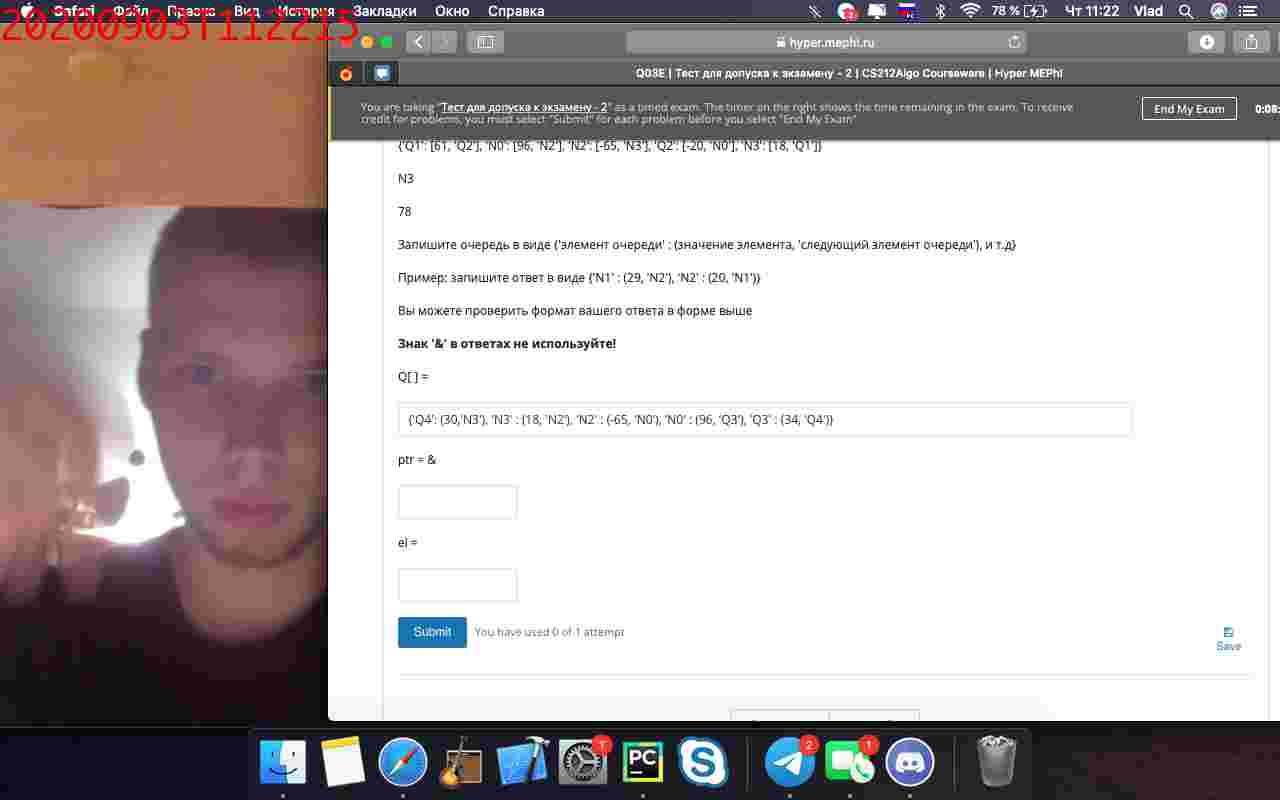 Safari Файл Правка Вид История Закладки Окно Справка 78 % Чт 11:22 Vlad
20200903T112215
hyper.mephi.ru
Q03E | Тест для допуска к экзамену - 2 | CS212Algo Courseware | Hyper MEPhI
You are taking "Тест для допуска к экзамену - 2" as a timed exam. The timer on the right shows the time remaining in the exam. To receive
credit for problems, you must select "Submit" for each problem before you select "End My Exam"
End My Exam
0:08:
{'Q1': [61, 'Q2'], 'N0': [96, 'N2'], 'N2': [-65, 'N3'], 'Q2': [-20, 'N0'], 'N3': [18, 'Q1']}
N3
78
Запишите очередь в виде {'элемент очереди' : (значение элемента, 'следующий элемент очереди'), и т.д}
Пример: запишите ответ в виде {'N1' : (29, 'N2'), 'N2' : (20, 'N1')}
Вы можете проверить формат вашего ответа в форме выше
Знак '&' в ответах не используйте!
Q[ ] =
{'Q4': (30,'N3'), 'N3' : (18, 'N2'), 'N2' : (-65, 'N0'), 'N0' : (96, 'Q3'), 'Q3' : (34, 'Q4')}
ptr = &
el =
Submit
You have used 0 of 1 attempt
Save
PC
S
1
2
1